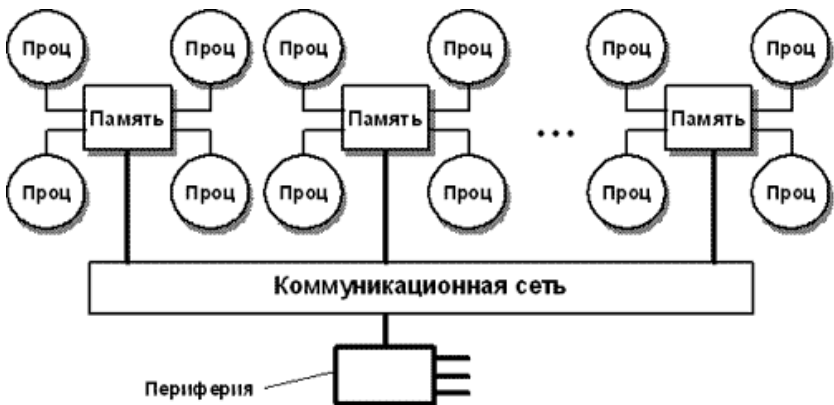 Проц Проц Проц Проц Проц Проц
Память Память ... Память
Проц Проц Проц Проц Проц Проц
Коммуникационная сеть
Периферия